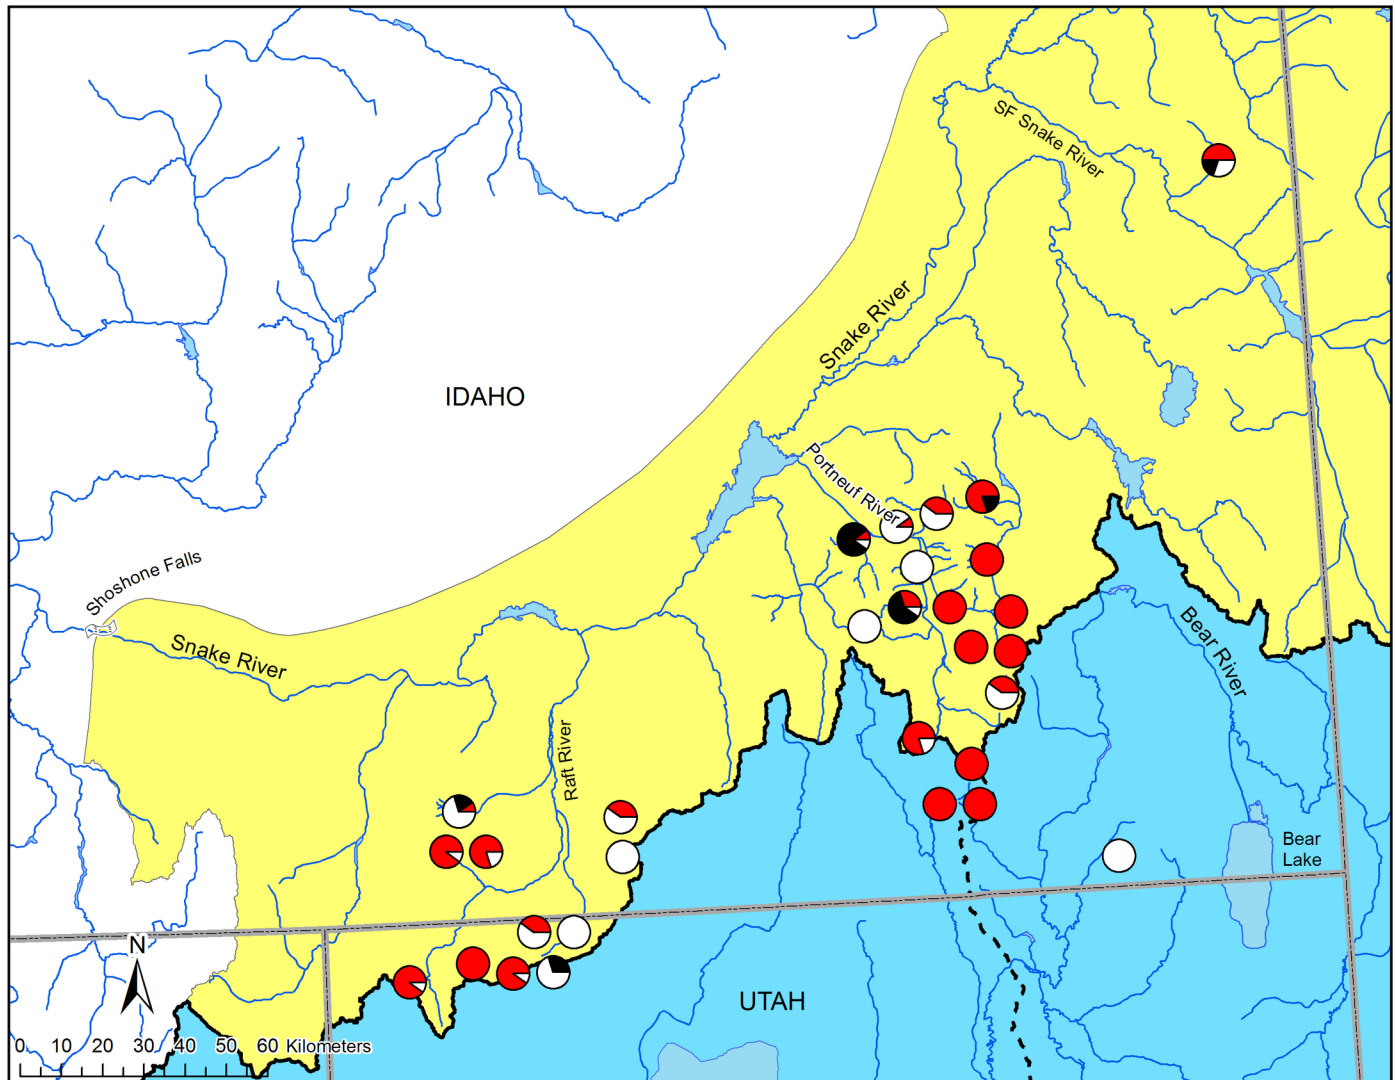 SF Snake River
Snake River
IDAHO
Portneuf River
Shoshone Falls
Snake River
Bear River
Raft River
Bear
Lake
N
UTAH
0 10 20 30 40 50 60 Kilometers